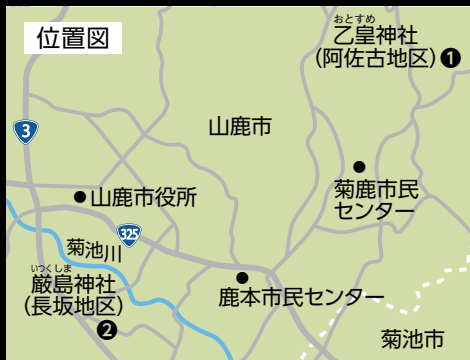 位置図
おとすめ
乙皇神社
(阿佐古地区)❶
3
山鹿市
菊鹿市民
センター
山鹿市役所
325
菊池川
いつくしま
厳島神社
(長坂地区)
❷
鹿本市民センター
菊池市